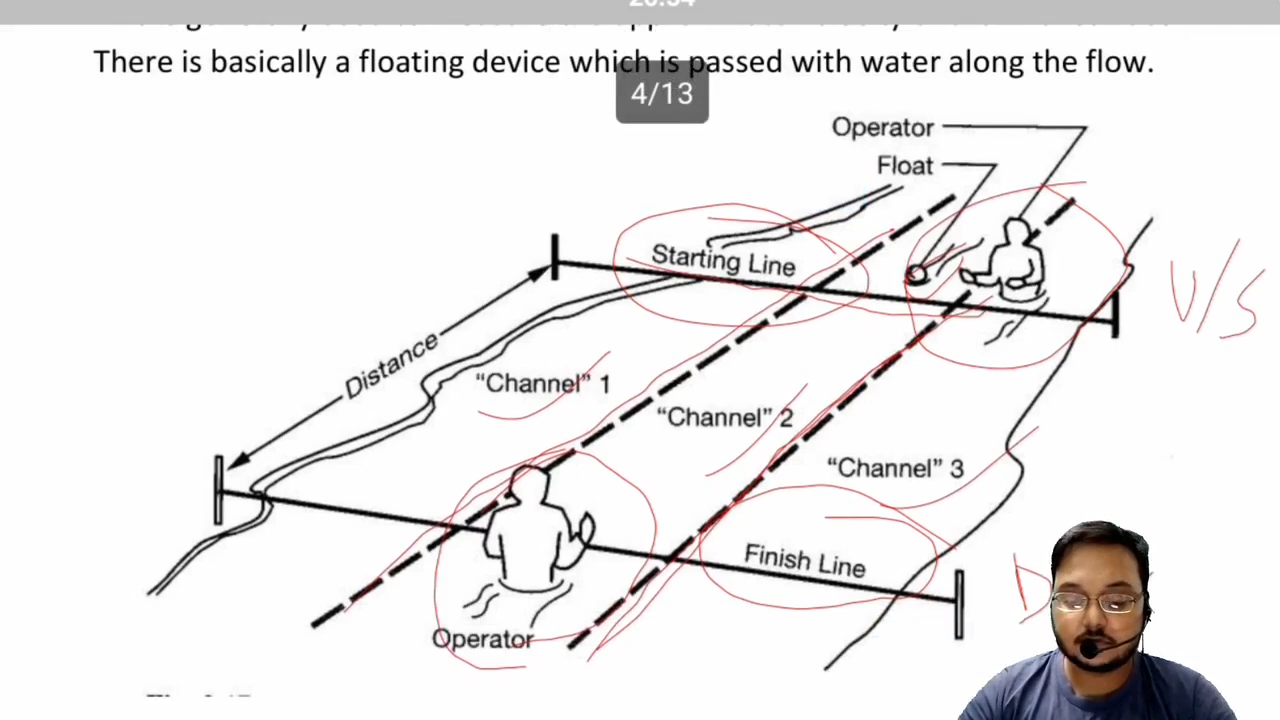 There is basically a floating device which is passed with water along the flow.
4/13
Operator
Float
Starting Line
Distance
"Channel" 1
"Channel" 2
"Channel" 3
Finish Line
Operator
U/S
D